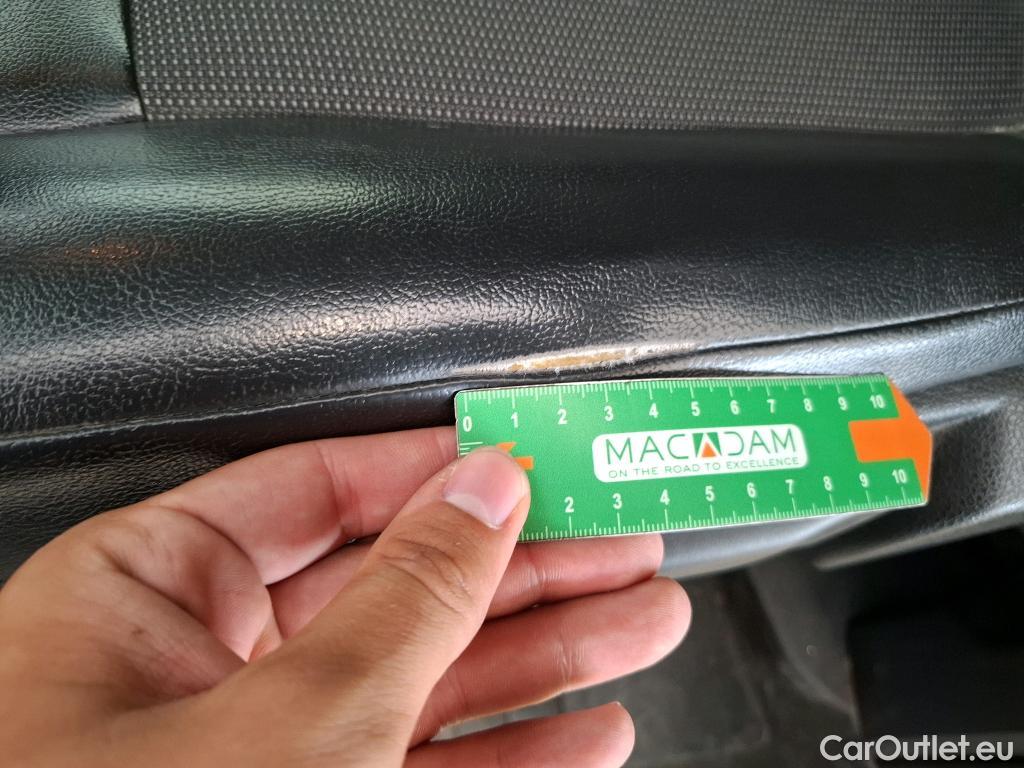 0 1 2 3 4 5 6 7 8 9 10
MACADAM
ON THE ROAD TO EXCELLENCE
2 3 4 5 6 7 8 9 10
CarOutlet.eu